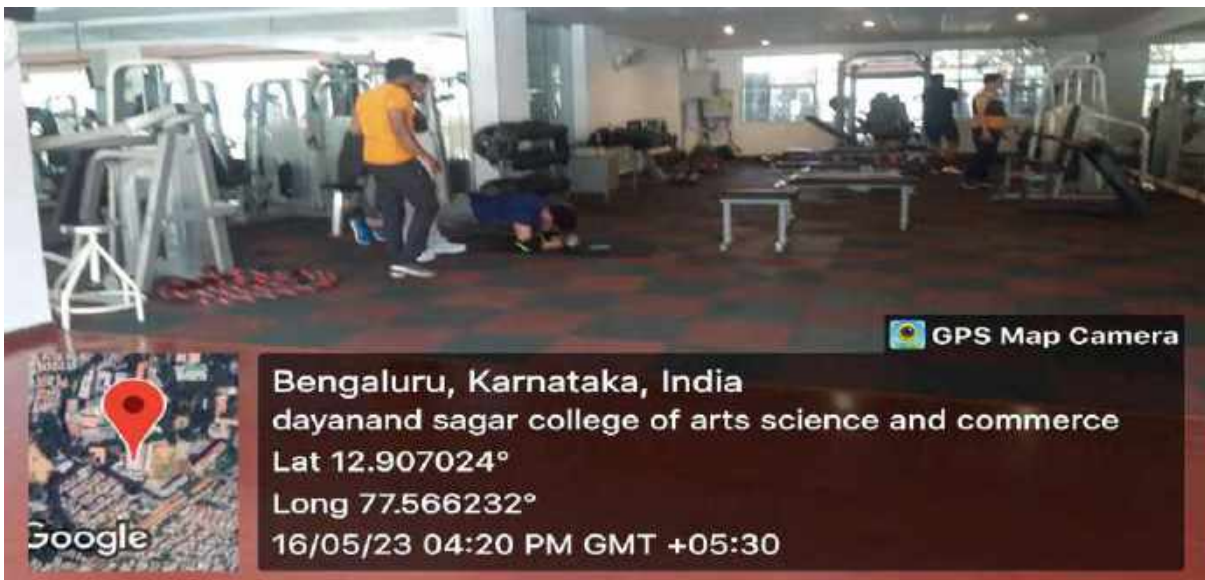 GPS Map Camera
Bengaluru, Karnataka, India
dayanand sagar college of arts science and commerce
Lat 12.907024°
Long 77.566232°
16/05/23 04:20 PM GMT +05:30
Google